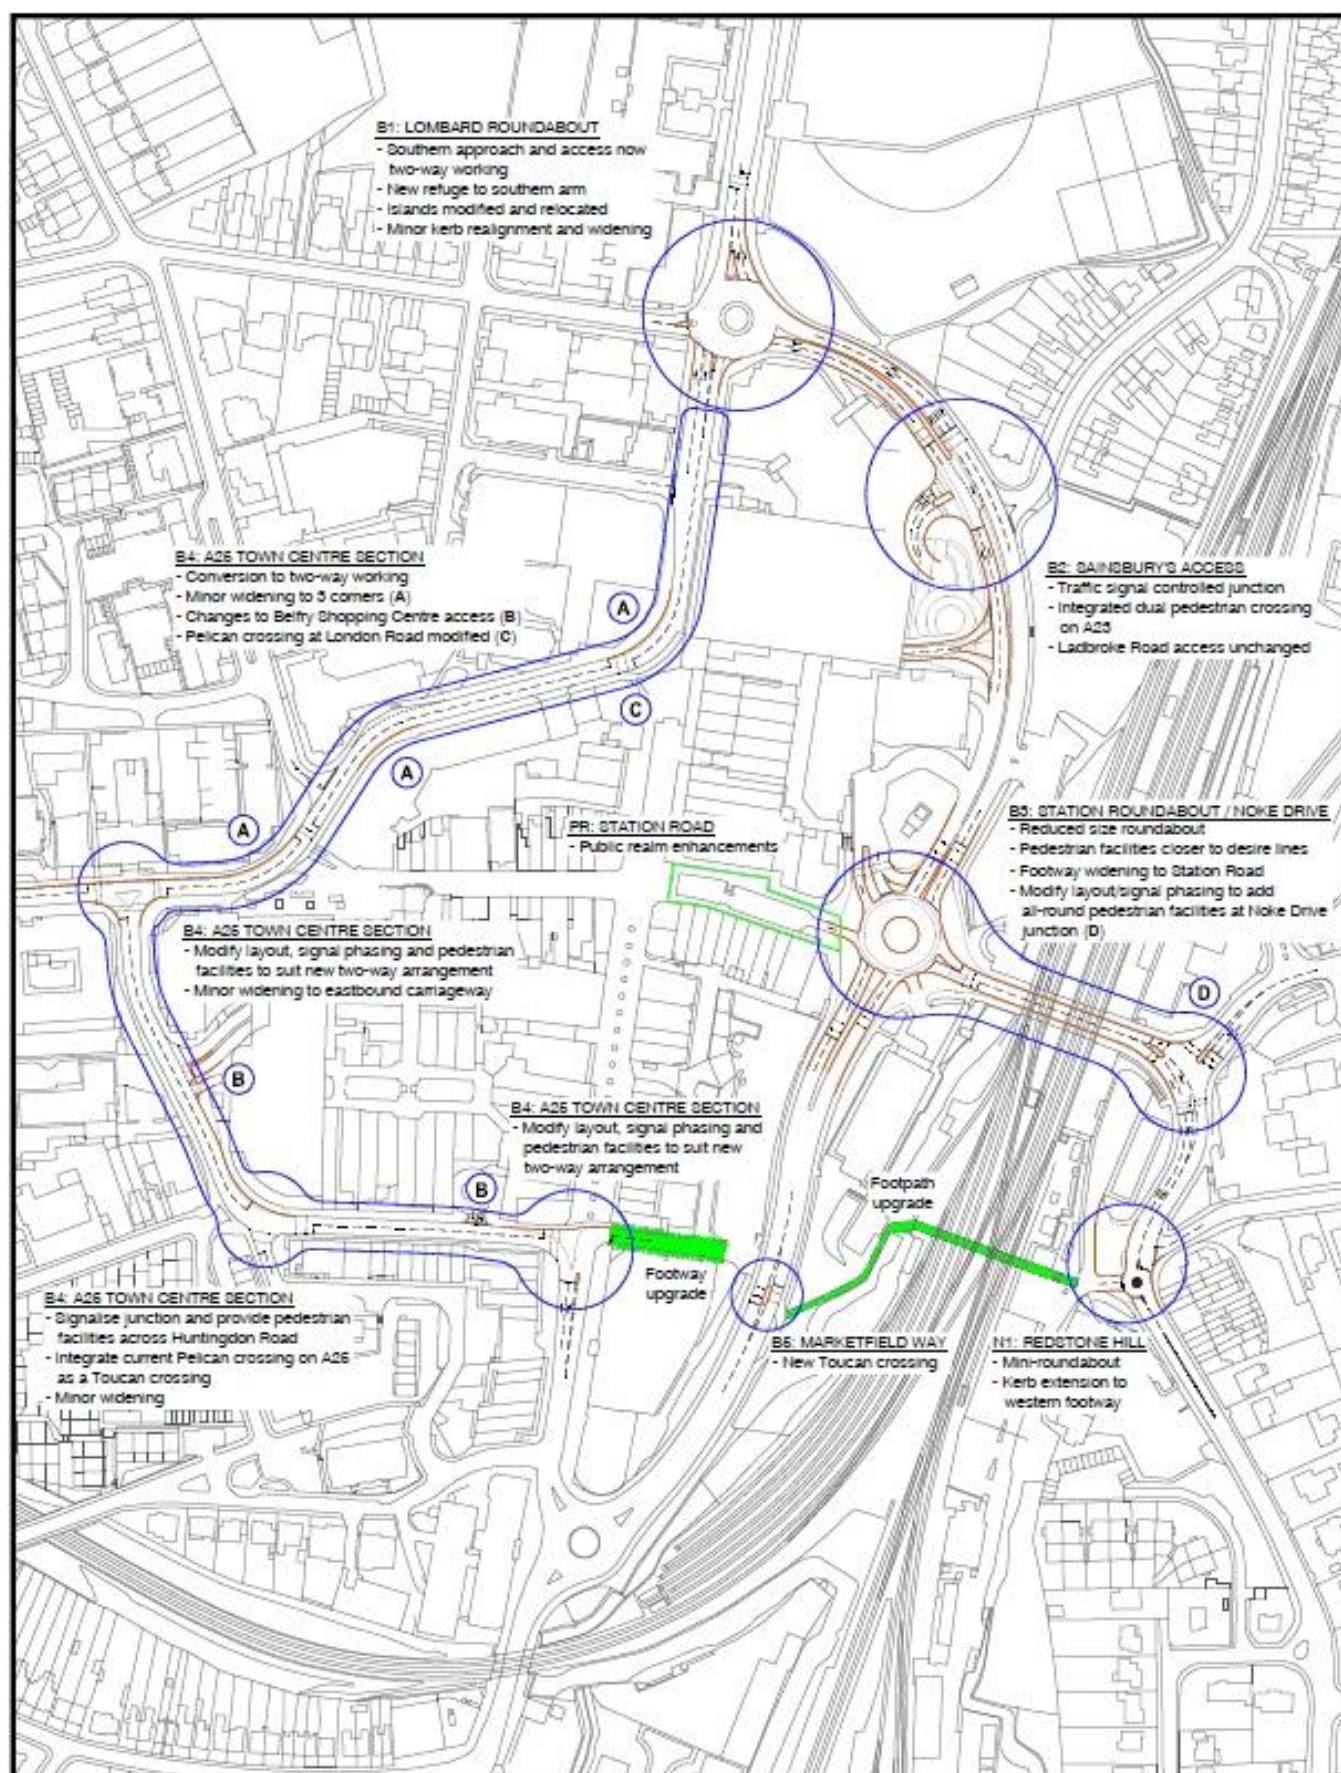 B1: LOMBARD ROUNDABOUT
- Southern approach and access now
two-way working
- New refuge to southern arm
- Islands modified and relocated
- Minor kerb realignment and widening
B4: A25 TOWN CENTRE SECTION
- Conversion to two-way working
- Minor widening to 3 corners (A)
- Changes to Belfry Shopping Centre access (B)
- Pelican crossing at London Road modified (C)
A
C
A
A
B2: SAINSBURY'S ACCESS
- Traffic signal controlled junction
- Integrated dual pedestrian crossing
on A23
- Ladbroke Road access unchanged
PR: STATION ROAD
- Public realm enhancements
B3: STATION ROUNDABOUT / NOKE DRIVE
- Reduced size roundabout
- Pedestrian facilities closer to desire lines
- Footway widening to Station Road
- Modify layout/signal phasing to add
all-round pedestrian facilities at Noke Drive
junction (D)
D
B4: A25 TOWN CENTRE SECTION
- Modify layout, signal phasing and pedestrian
facilities to suit new two-way arrangement
- Minor widening to eastbound carriageway
B
B4: A25 TOWN CENTRE SECTION
- Modify layout, signal phasing and
pedestrian facilities to suit new
two-way arrangement
B
Footpath
upgrade
Footway
upgrade
B4: A25 TOWN CENTRE SECTION
- Signalise junction and provide pedestrian
facilities across Huntingdon Road
- Integrate current Pelican crossing on A25
as a Toucan crossing
- Minor widening
B5: MARKETFIELD WAY
- New Toucan crossing
N1: REDSTONE HILL
- Mini-roundabout
- Kerb extension to
western footway